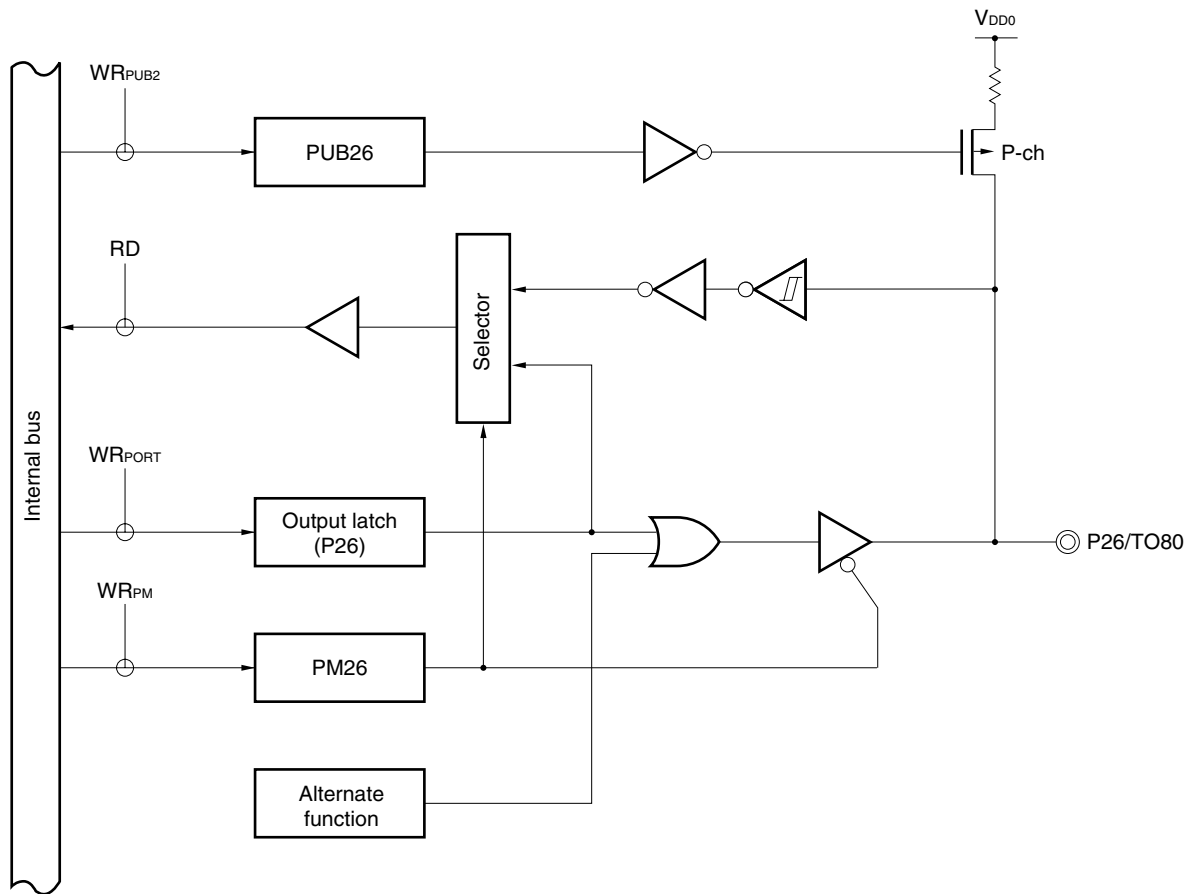 VDD0
WRPUB2
PUB26
P-ch
RD
Selector
Internal bus
WRPORT
Output latch
(P26)
P26/TO80
WRPM
PM26
Alternate
function